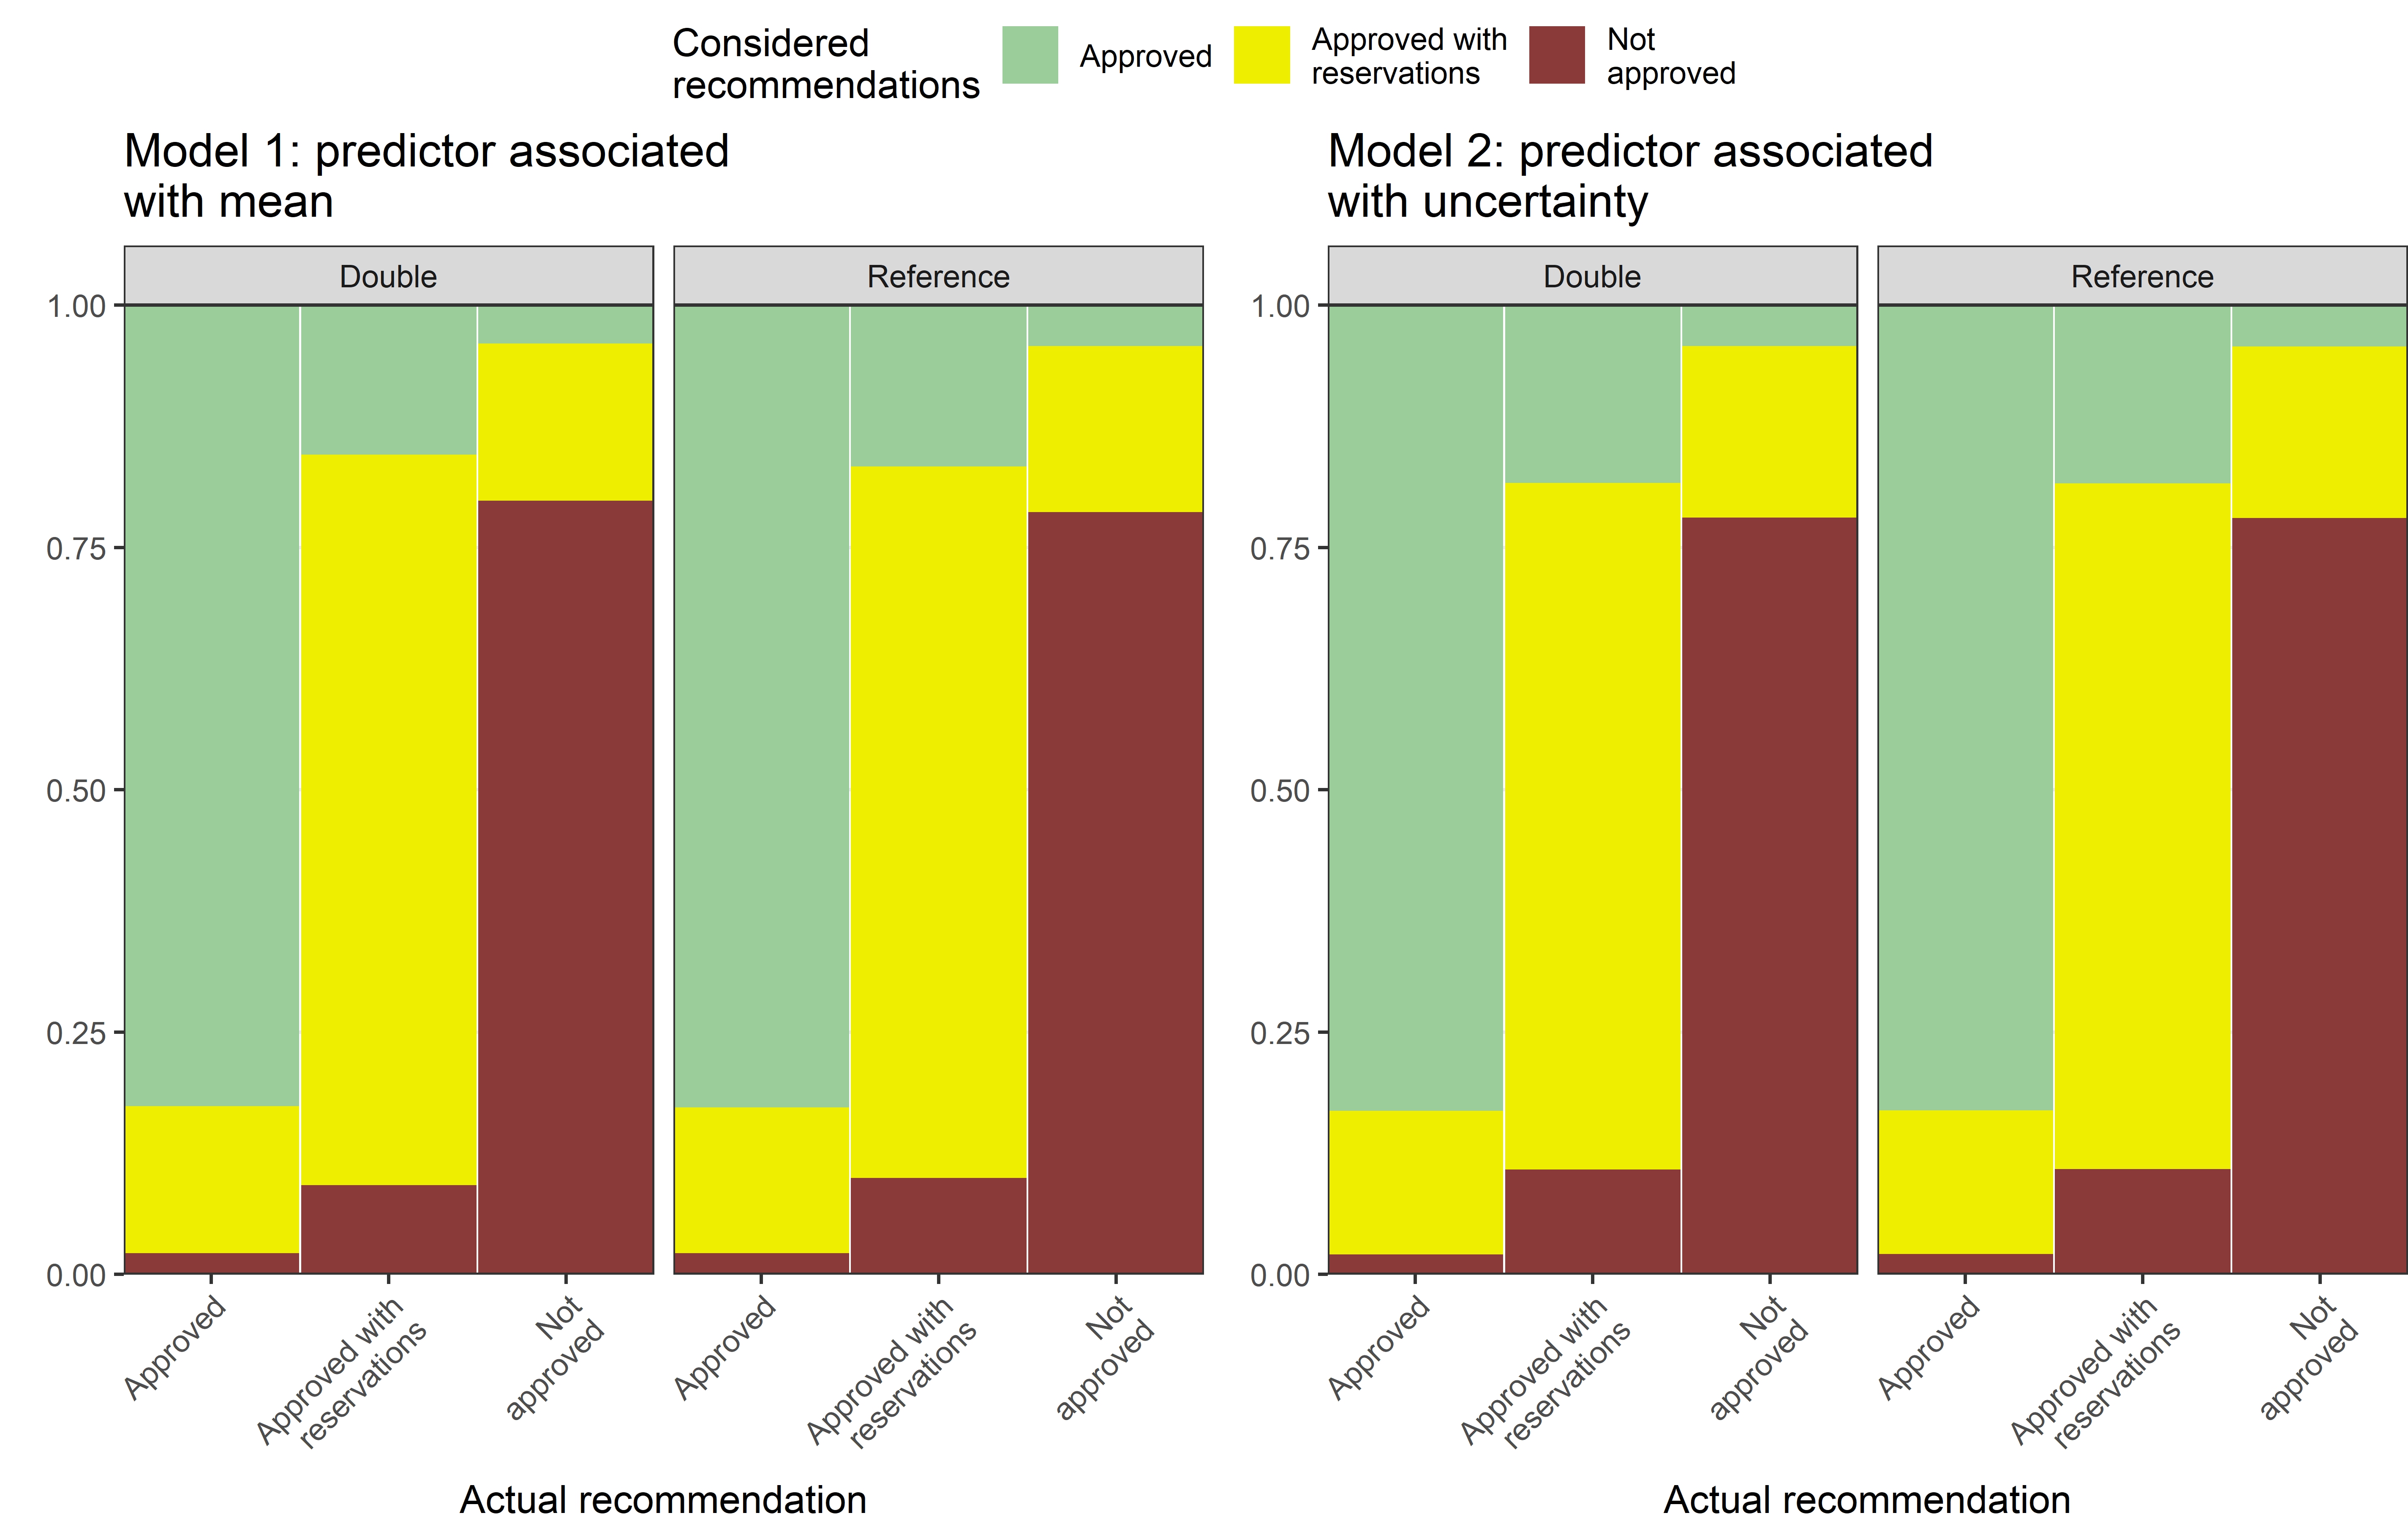 Considered
recommendations
Approved
Approved with
reservations
Not
approved
Model 1: predictor associated
with mean
Double
Reference
1.00
0.75
0.50
0.25
0.00
Approved
Approved with
reservations
Not
approved
Approved
Approved with
reservations
Not
approved
Actual recommendation
Model 2: predictor associated
with uncertainty
Double
Reference
1.00
0.75
0.50
0.25
0.00
Approved
Approved with
reservations
Not
approved
Approved
Approved with
reservations
Not
approved
Actual recommendation